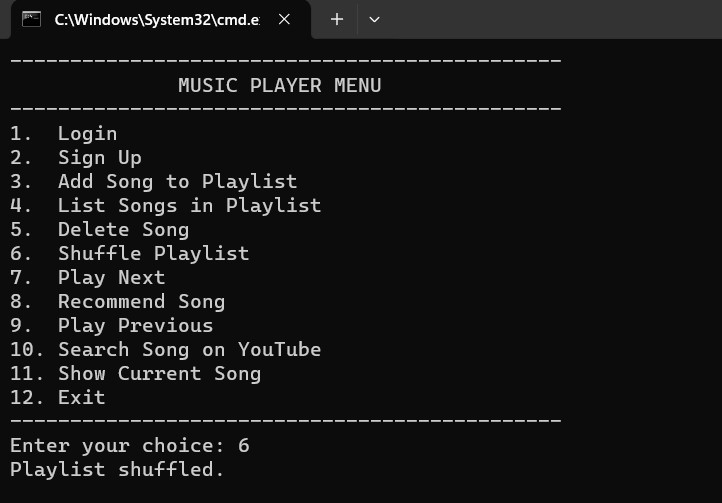 C:\Windows\System32\cmd.e
----------------------------------------------
MUSIC PLAYER MENU
----------------------------------------------
1.  Login
2.  Sign Up
3.  Add Song to Playlist
4.  List Songs in Playlist
5.  Delete Song
6.  Shuffle Playlist
7.  Play Next
8.  Recommend Song
9.  Play Previous
10. Search Song on YouTube
11. Show Current Song
12. Exit
----------------------------------------------
Enter your choice: 6
Playlist shuffled.